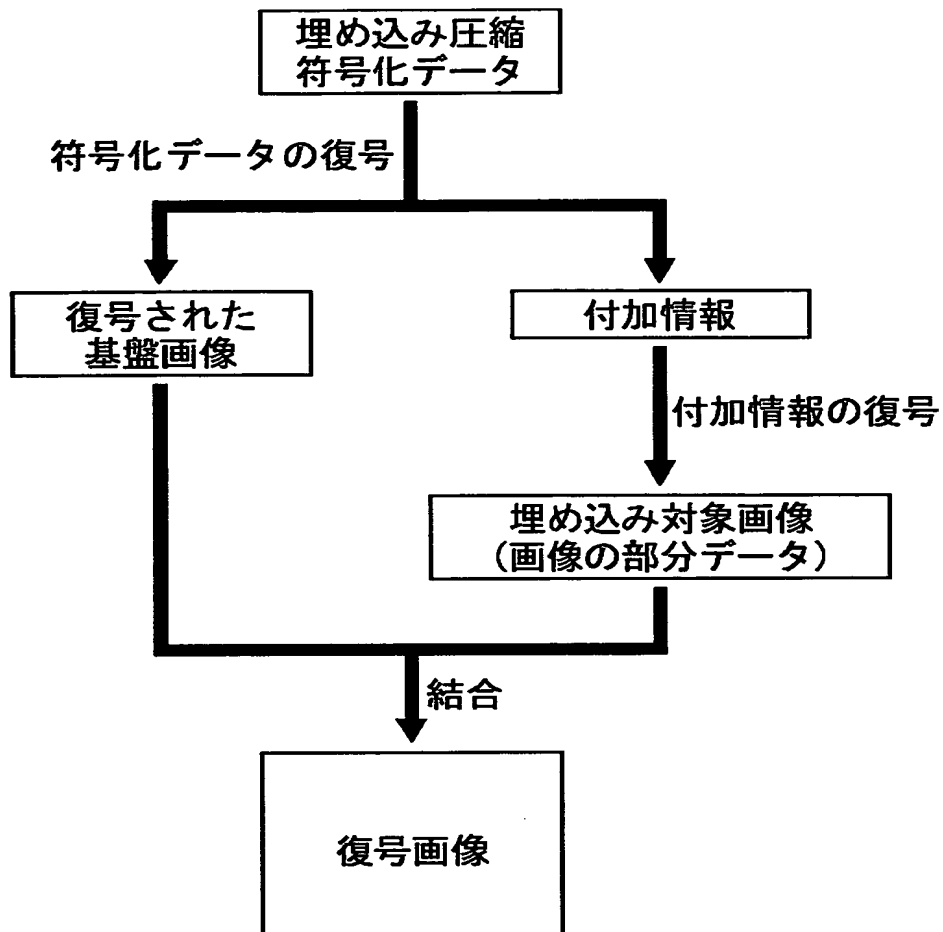 埋め込み圧縮
符号化データ
符号化データの復号
復号された
基盤画像
付加情報
付加情報の復号
埋め込み対象画像
(画像の部分データ)
結合
復号画像